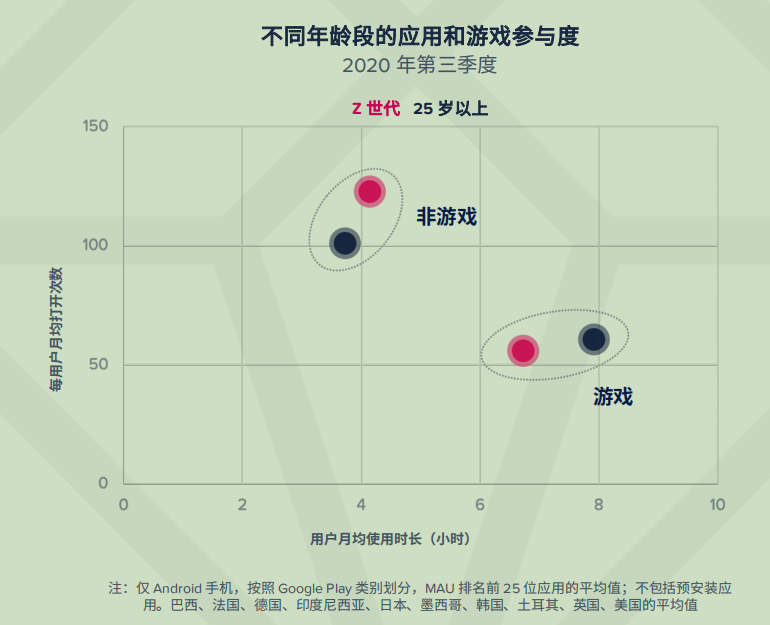 不同年龄段的应用和游戏参与度
2020 年第三季度
Z 世代 25 岁以上
150
非游戏
100
每用户月均打开次数
50
游戏
0
0 2 4 6 8 10
用户月均使用时长（小时）
注：仅 Android 手机，按照 Google Play 类别划分，MAU 排名前 25 位应用的平均值；不包括预安装应
用。巴西、法国、德国、印度尼西亚、日本、墨西哥、韩国、土耳其、英国、美国的平均值